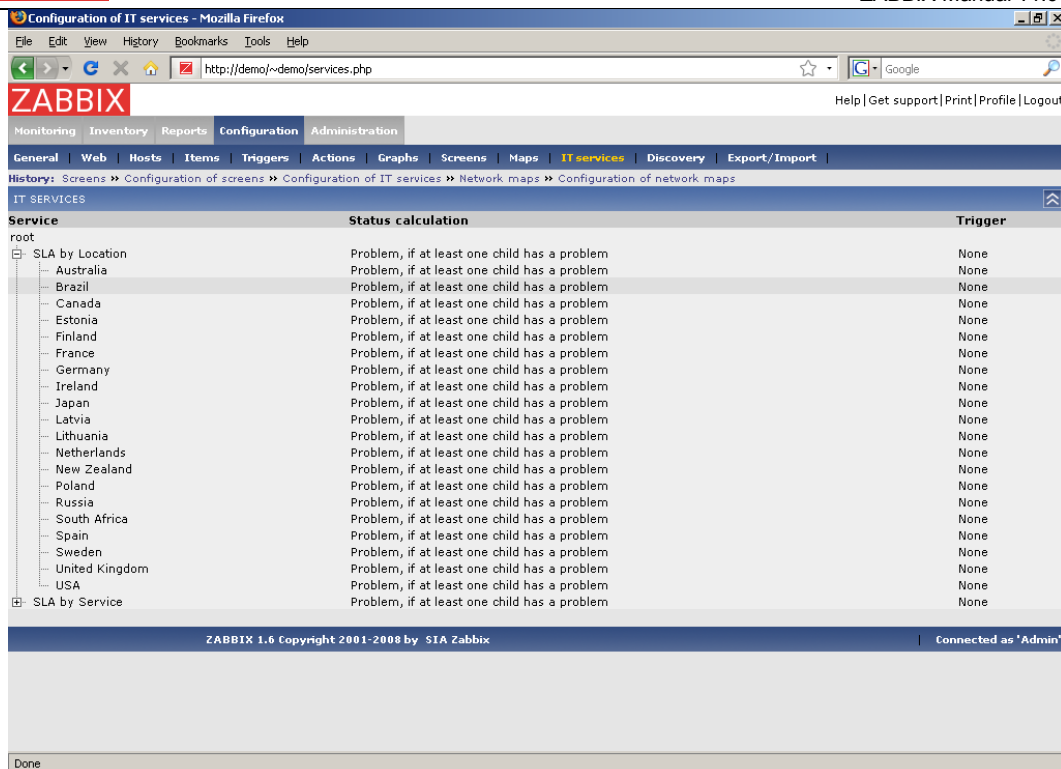 Configuration of IT services - Mozilla Firefox
File Edit View History Bookmarks Tools Help
http://demo/~demo/services.php
G Google
ZABBIX
Help | Get support | Print | Profile | Logout
Monitoring Inventory Reports Configuration Administration
General | Web | Hosts | Items | Triggers | Actions | Graphs | Screens | Maps | IT services | Discovery | Export/Import |
History: Screens » Configuration of screens » Configuration of IT services » Network maps » Configuration of network maps
IT SERVICES
Service Status calculation Trigger
root
SLA by Location Problem, if at least one child has a problem None
Australia Problem, if at least one child has a problem None
Brazil Problem, if at least one child has a problem None
Canada Problem, if at least one child has a problem None
Estonia Problem, if at least one child has a problem None
Finland Problem, if at least one child has a problem None
France Problem, if at least one child has a problem None
Germany Problem, if at least one child has a problem None
Ireland Problem, if at least one child has a problem None
Japan Problem, if at least one child has a problem None
Latvia Problem, if at least one child has a problem None
Lithuania Problem, if at least one child has a problem None
Netherlands Problem, if at least one child has a problem None
New Zealand Problem, if at least one child has a problem None
Poland Problem, if at least one child has a problem None
Russia Problem, if at least one child has a problem None
South Africa Problem, if at least one child has a problem None
Spain Problem, if at least one child has a problem None
Sweden Problem, if at least one child has a problem None
United Kingdom Problem, if at least one child has a problem None
USA Problem, if at least one child has a problem None
SLA by Service Problem, if at least one child has a problem None
ZABBIX 1.6 Copyright 2001-2008 by SIA Zabbix | Connected as 'Admin'
Done